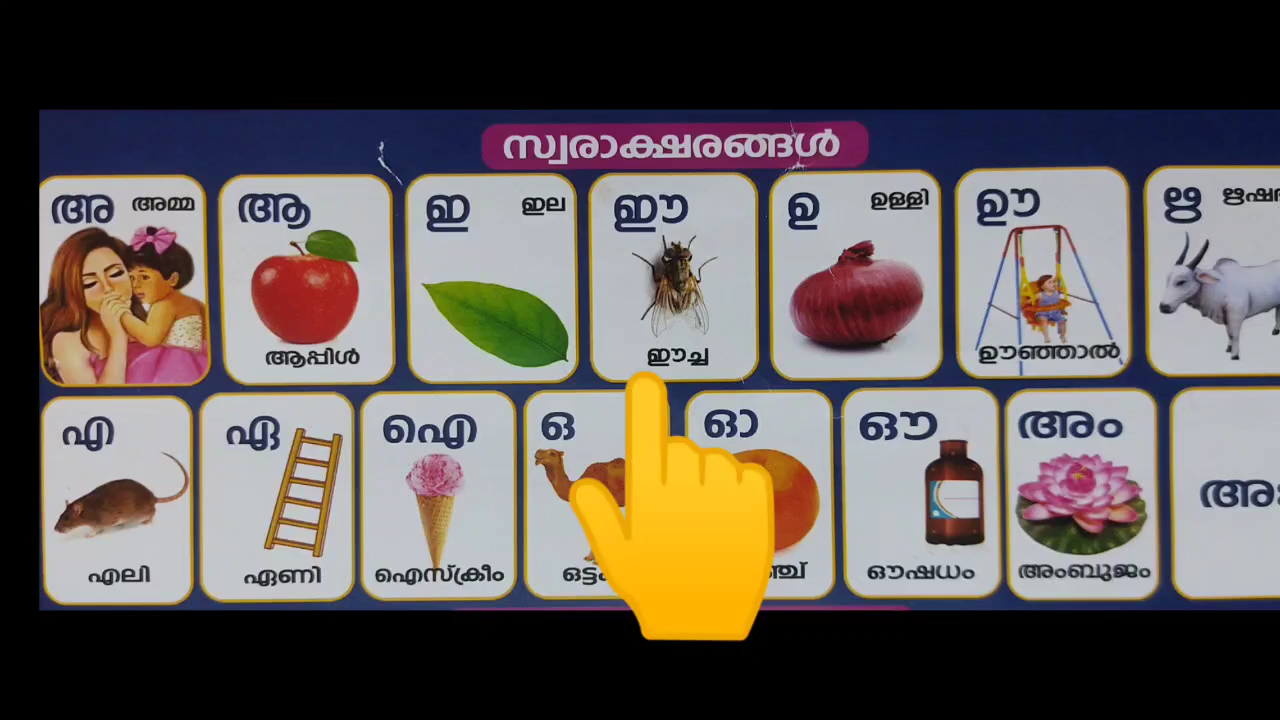 സ്വരാക്ഷരങ്ങൾ
അ അമ്മ
ആ
ആപ്പിൾ
ഇ ഇല
ഈ
ഈച്ച
ഉ ഉള്ളി
ഊ
ഊഞ്ഞാൽ
ഋ
എ
എലി
ഏ
ഏണി
ഐ
ഐസ്ക്രീം
ഒ
ഓ
ഔ
ഔഷധം
അം
അംബുജം